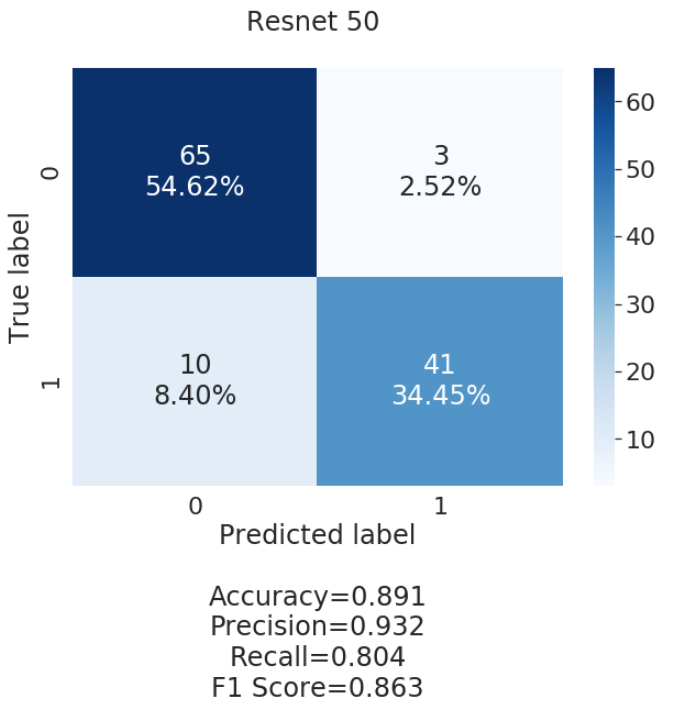 Resnet 50
65
54.62%
3
2.52%
10
8.40%
41
34.45%
0
1
True label
0
1
Predicted label
60
50
40
30
20
10
Accuracy=0.891
Precision=0.932
Recall=0.804
F1 Score=0.863